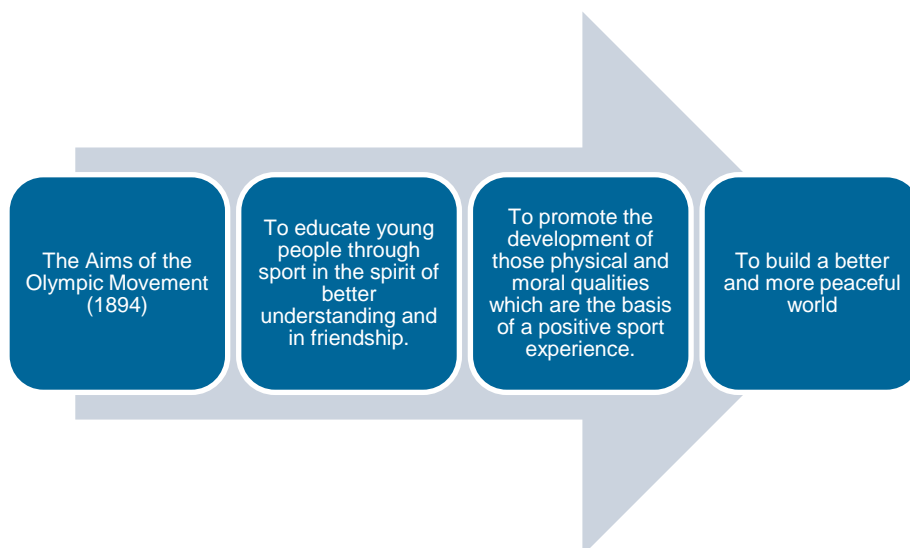 The Aims of the
Olympic Movement
(1894)
To educate young
people through
sport in the spirit of
better
understanding and
in friendship.
To promote the
development of
those physical and
moral qualities
which are the basis
of a positive sport
experience.
To build a better
and more peaceful
world